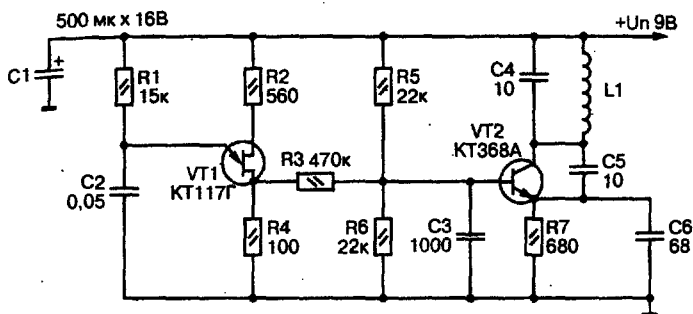 500 мк х 16В
+Uп 9В
C1
+
R1
15к
R2
560
R5
22к
C4
10
L1
VT2
КТ368А
VT1
КТ117Г
R3 470к
C5
10
C2
0,05
R4
100
R6
22к
C3
1000
R7
680
C6
68